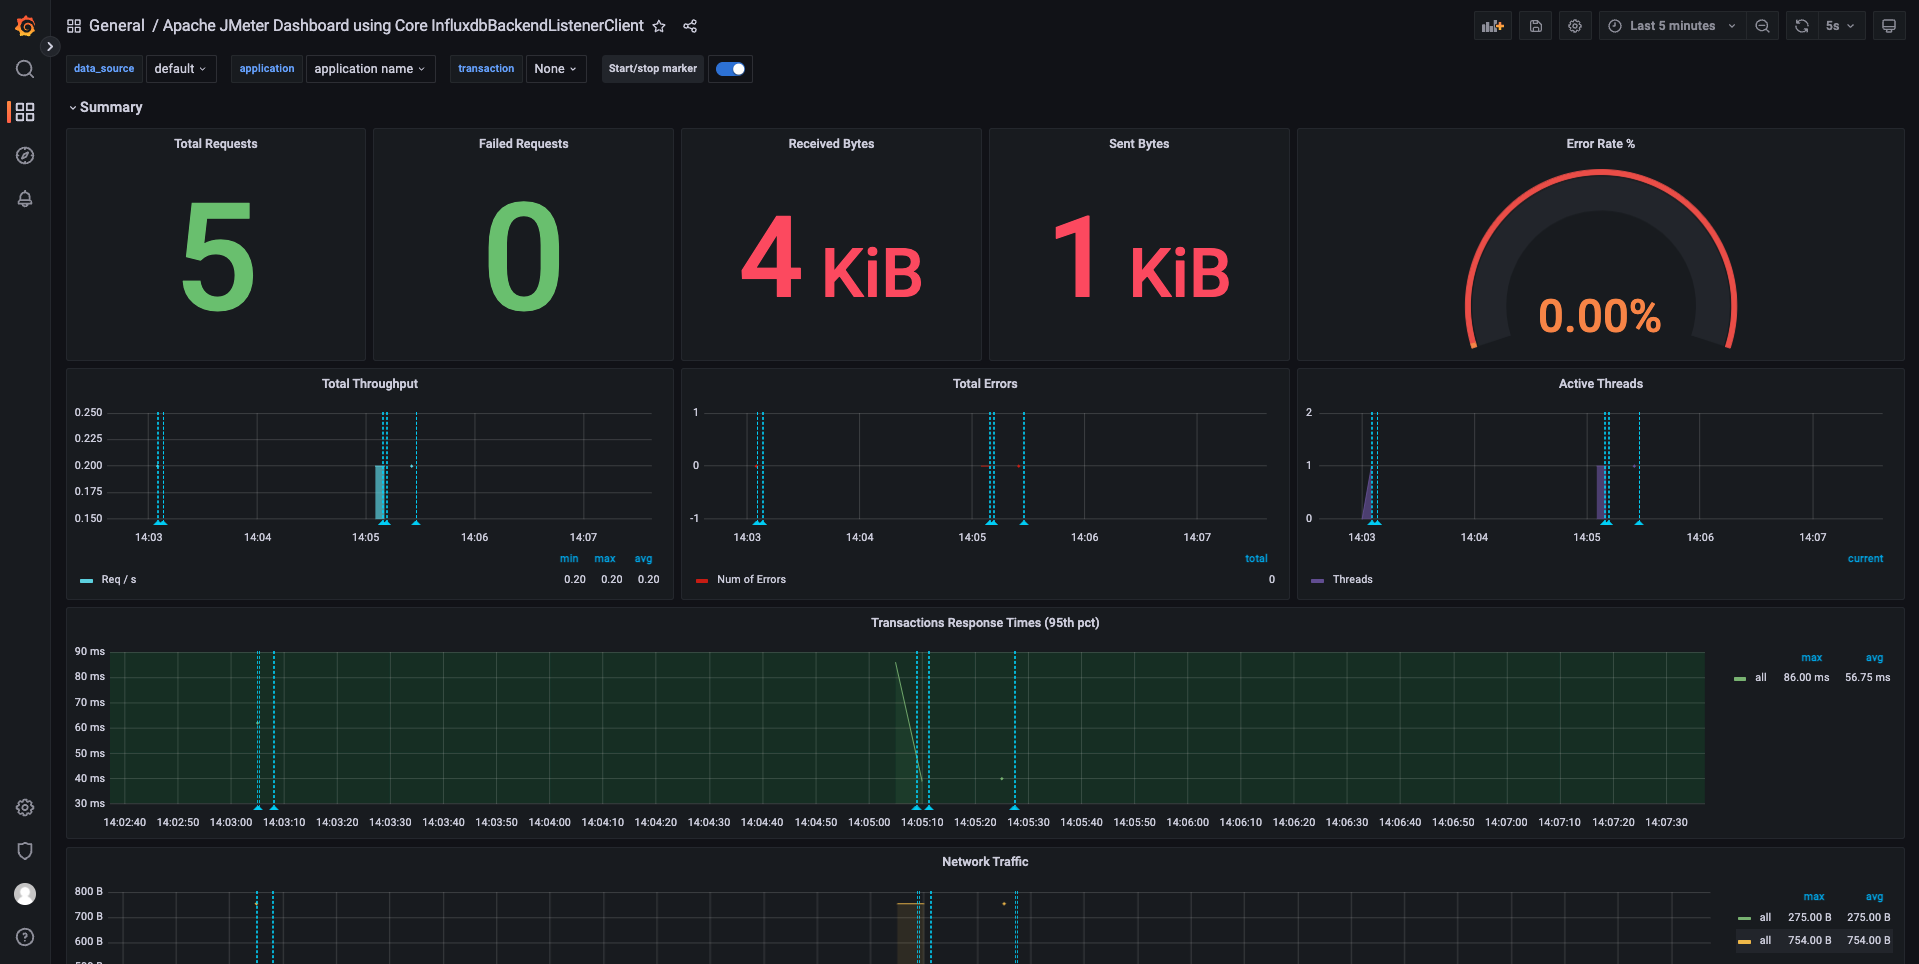 General / Apache JMeter Dashboard using Core InfluxdbBackendListenerClient
Last 5 minutes
5s
data_source default application application name transaction None Start/stop marker
Summary
Total Requests
5
Failed Requests
0
Received Bytes
4 KiB
Sent Bytes
1 KiB
Error Rate %
0.00%
Total Throughput
0.250
0.225
0.200
0.175
0.150
14:03 14:04 14:05 14:06 14:07
min max avg
Req / s 0.20 0.20 0.20
Total Errors
1
0
-1
14:03 14:04 14:05 14:06 14:07
total
Num of Errors 0
Active Threads
2
1
0
14:03 14:04 14:05 14:06 14:07
current
Threads
Transactions Response Times (95th pct)
90 ms
80 ms
70 ms
60 ms
50 ms
40 ms
30 ms
14:02:40 14:02:50 14:03:00 14:03:10 14:03:20 14:03:30 14:03:40 14:03:50 14:04:00 14:04:10 14:04:20 14:04:30 14:04:40 14:04:50 14:05:00 14:05:10 14:05:20 14:05:30 14:05:40 14:05:50 14:06:00 14:06:10 14:06:20 14:06:30 14:06:40 14:06:50 14:07:00 14:07:10 14:07:20 14:07:30
max avg
all 86.00 ms 56.75 ms
Network Traffic
800 B
700 B
600 B
500 B
max avg
all 275.00 B 275.00 B
all 754.00 B 754.00 B